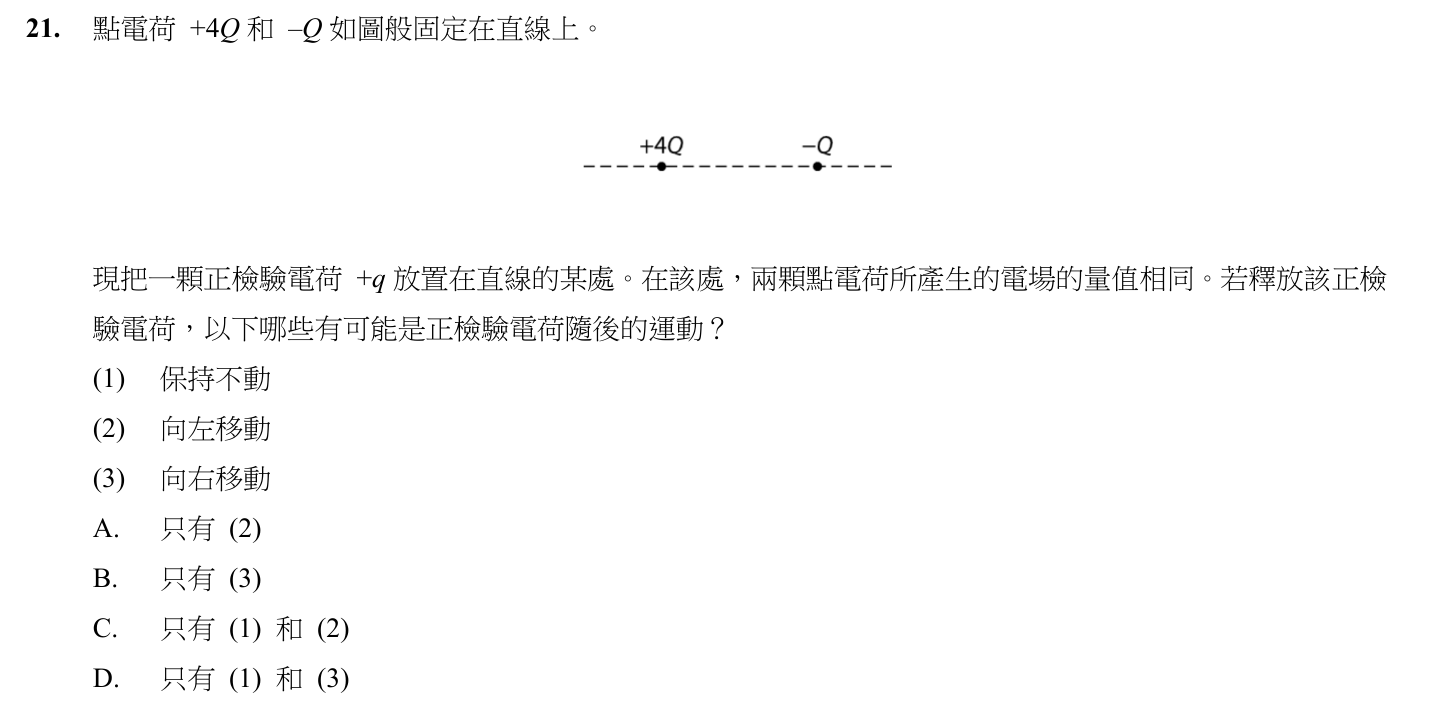 21. 點電荷 +4Q 和 –Q 如圖般固定在直線上。
+4Q –Q
現把一顆正檢驗電荷 +q 放置在直線的某處。在該處，兩顆點電荷所產生的電場的量值相同。若釋放該正檢
驗電荷，以下哪些有可能是正檢驗電荷隨後的運動？
(1) 保持不動
(2) 向左移動
(3) 向右移動
A. 只有 (2)
B. 只有 (3)
C. 只有 (1) 和 (2)
D. 只有 (1) 和 (3)